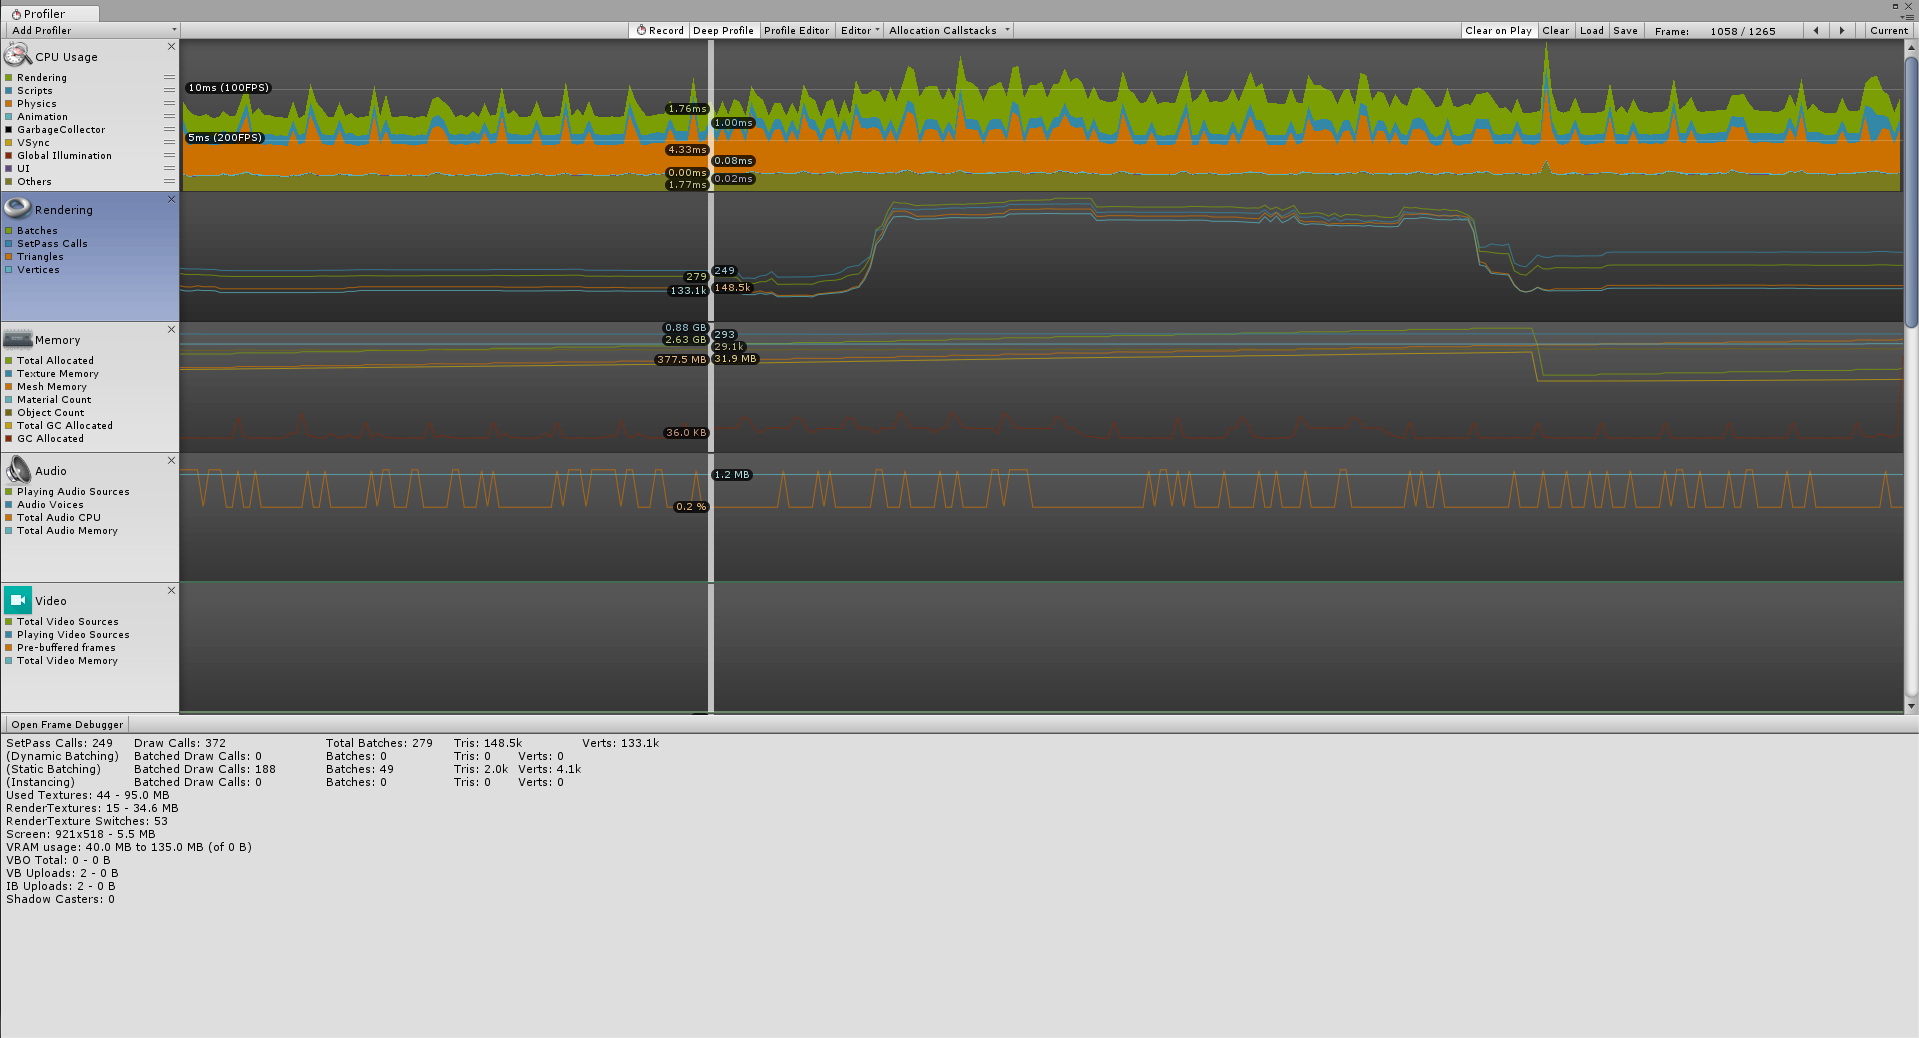 Profiler
Add Profiler
Record Deep Profile Profile Editor Editor Allocation Callstacks Clear on Play Clear Load Save Frame: 1058 / 1265 Current
CPU Usage
Rendering
Scripts
Physics
Animation
GarbageCollector
VSync
Global Illumination
UI
Others
10ms (100FPS)
5ms (200FPS)
1.76ms
1.00ms
4.33ms
0.08ms
0.00ms
0.02ms
1.77ms
Rendering
Batches
SetPass Calls
Triangles
Vertices
249
279
148.5k
133.1k
Memory
Total Allocated
Texture Memory
Mesh Memory
Material Count
Object Count
Total GC Allocated
GC Allocated
0.88 GB
293
2.63 GB
29.1k
377.5 MB
31.9 MB
36.0 KB
Audio
Playing Audio Sources
Audio Voices
Total Audio CPU
Total Audio Memory
1.2 MB
0.2 %
Video
Total Video Sources
Playing Video Sources
Pre-buffered frames
Total Video Memory
Open Frame Debugger
SetPass Calls: 249 Draw Calls: 372 Total Batches: 279 Tris: 148.5k Verts: 133.1k
(Dynamic Batching) Batched Draw Calls: 0 Batches: 0 Tris: 0 Verts: 0
(Static Batching) Batched Draw Calls: 188 Batches: 49 Tris: 2.0k Verts: 4.1k
(Instancing) Batched Draw Calls: 0 Batches: 0 Tris: 0 Verts: 0
Used Textures: 44 - 95.0 MB
RenderTextures: 15 - 34.6 MB
RenderTexture Switches: 53
Screen: 921x518 - 5.5 MB
VRAM usage: 40.0 MB to 135.0 MB (of 0 B)
VBO Total: 0 - 0 B
VB Uploads: 2 - 0 B
IB Uploads: 2 - 0 B
Shadow Casters: 0